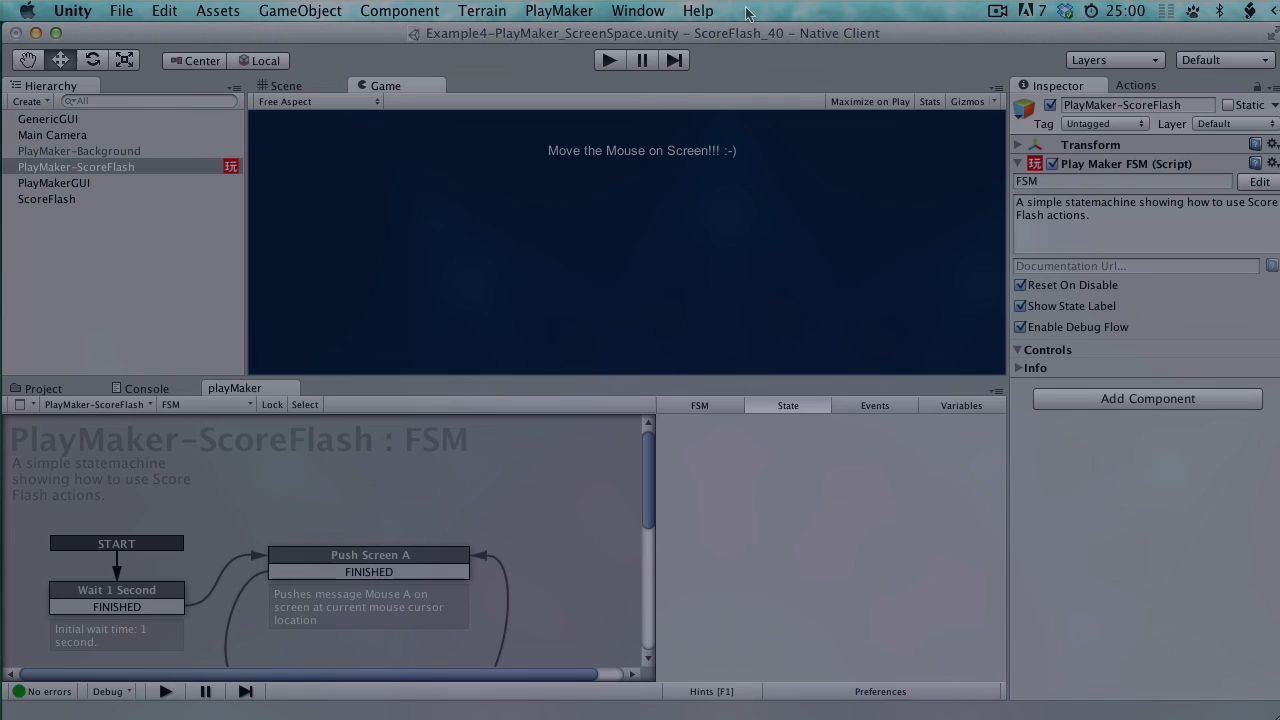 Unity File Edit Assets GameObject Component Terrain PlayMaker Window Help 7 25:00
Example4-PlayMaker_ScreenSpace.unity - ScoreFlash_40 - Native Client
Center Local Layers Default
Hierarchy Scene Game Inspector Actions
Create All Free Aspect Maximize on Play Stats Gizmos PlayMaker-ScoreFlash Static
GenericGUI
Tag Untagged Layer Default
Main Camera
Transform
PlayMaker-Background
Move the Mouse on Screen!!! :-)
PlayMaker-ScoreFlash 玩
玩 Play Maker FSM (Script)
PlayMakerGUI
FSM Edit
ScoreFlash
A simple statemachine showing how to use Score
Flash actions.
Documentation Url...
Reset On Disable
Show State Label
Enable Debug Flow
Controls
Info
Add Component
Project Console playMaker
PlayMaker-ScoreFlash FSM Lock Select FSM State Events Variables
PlayMaker-ScoreFlash : FSM
A simple statemachine
showing how to use Score
Flash actions.
START
Wait 1 Second
FINISHED
Initial wait time: 1
second.
Push Screen A
FINISHED
Pushes message Mouse A on
screen at current mouse cursor
location
No errors Debug Hints [F1] Preferences